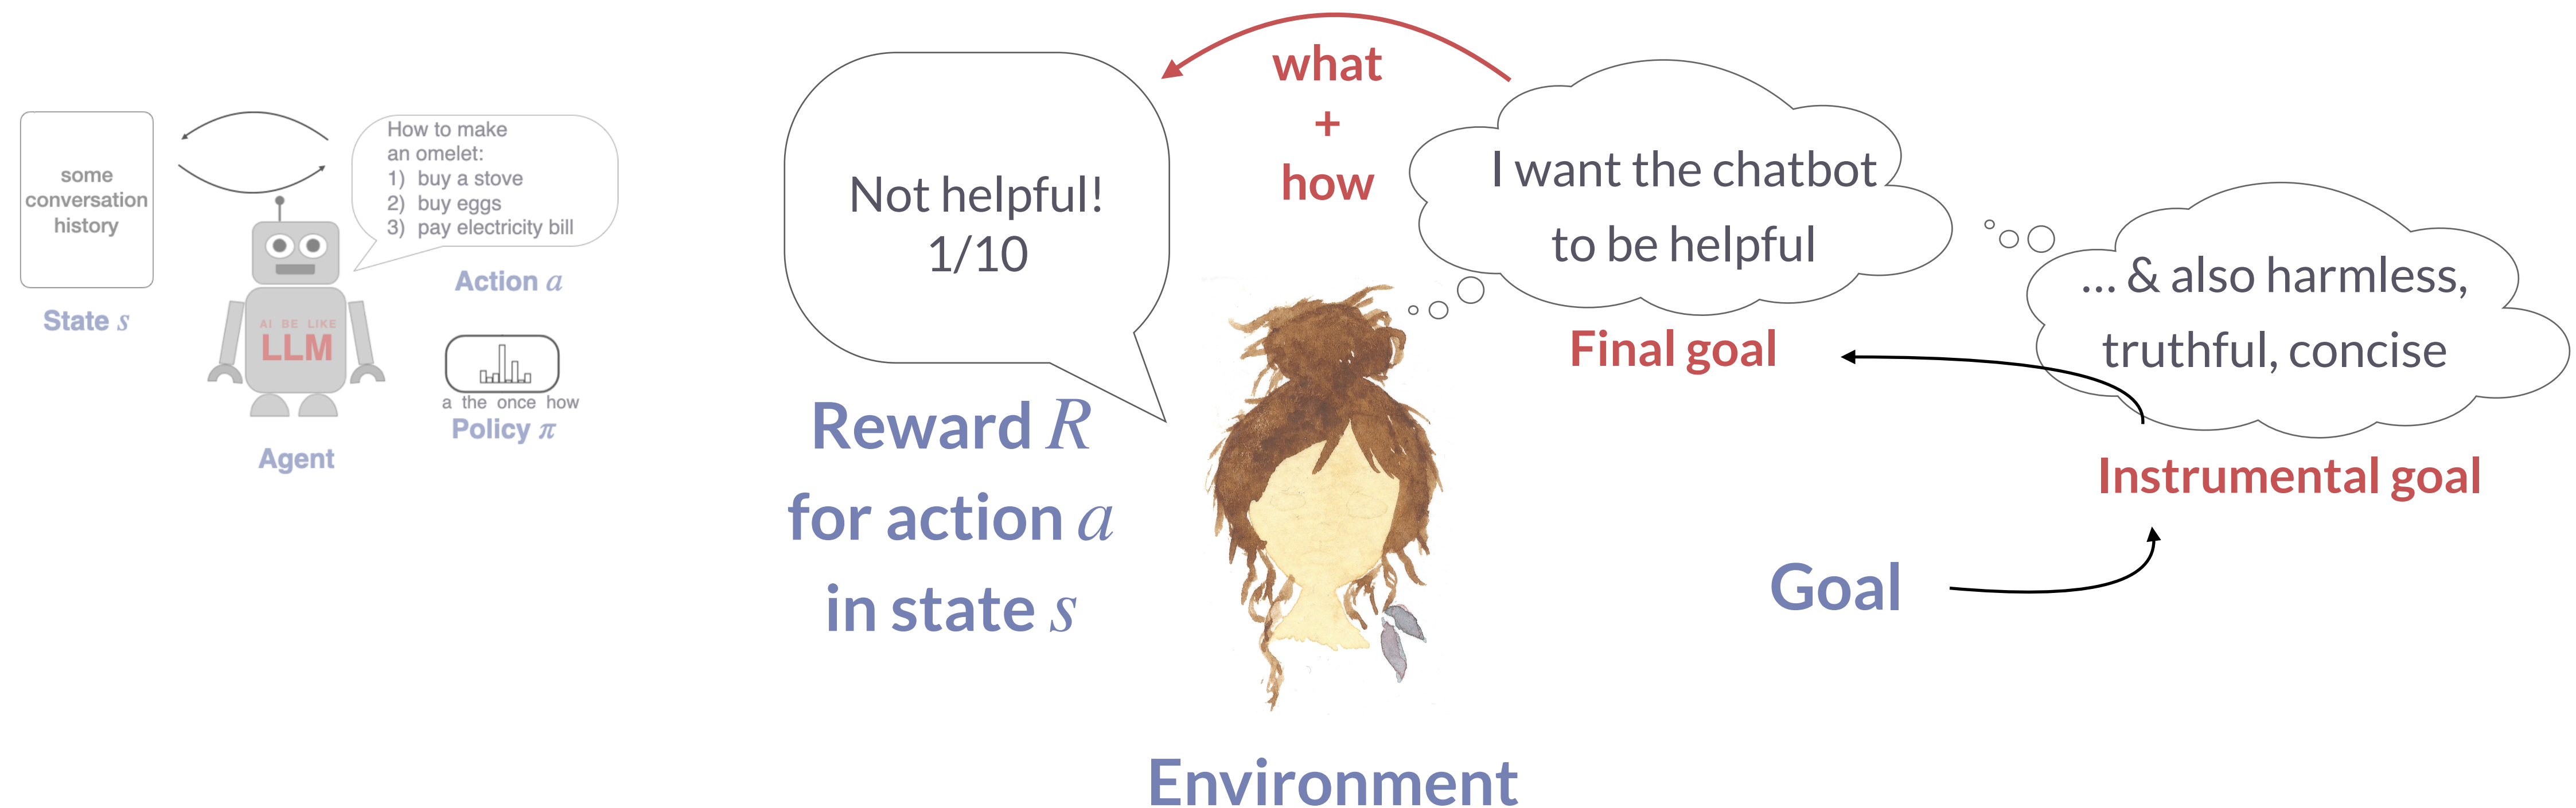 some
conversation
history
State s
How to make
an omelet:
1) buy a stove
2) buy eggs
3) pay electricity bill
Action a
AI BE LIKE
LLM
a the once how
Policy π
Agent
Not helpful!
1/10
Reward R
for action a
in state s
what
+
how
I want the chatbot
to be helpful
Final goal
... & also harmless,
truthful, concise
Instrumental goal
Goal
Environment